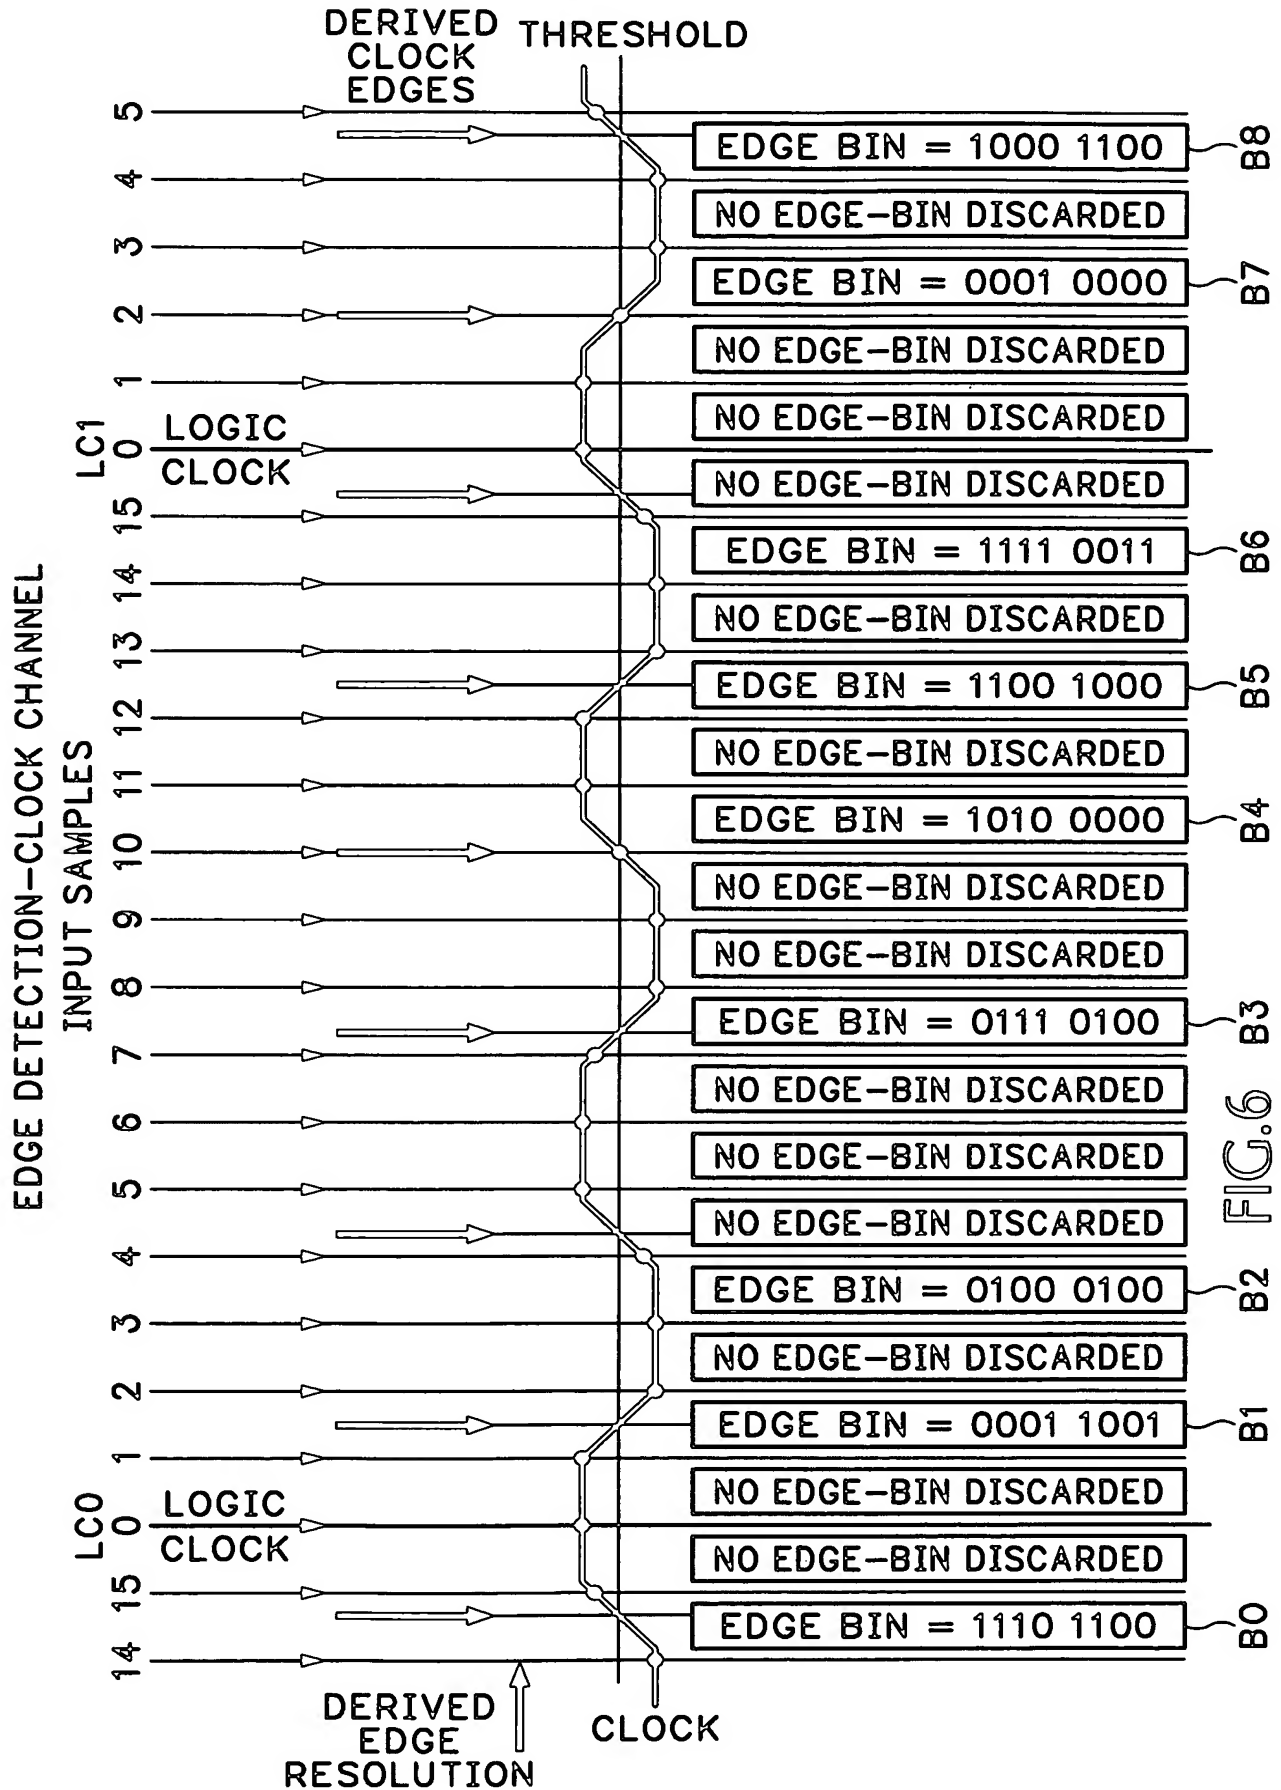 EDGE DETECTION-CLOCK CHANNEL
INPUT SAMPLES
DERIVED
CLOCK
EDGES
THRESHOLD
5
EDGE BIN = 1000 1100
B8
4
NO EDGE-BIN DISCARDED
3
EDGE BIN = 0001 0000
B7
2
NO EDGE-BIN DISCARDED
1
NO EDGE-BIN DISCARDED
LC1
0
LOGIC
CLOCK
NO EDGE-BIN DISCARDED
15
EDGE BIN = 1111 0011
B6
14
NO EDGE-BIN DISCARDED
13
EDGE BIN = 1100 1000
B5
12
NO EDGE-BIN DISCARDED
11
EDGE BIN = 1010 0000
B4
10
NO EDGE-BIN DISCARDED
9
NO EDGE-BIN DISCARDED
8
EDGE BIN = 0111 0100
B3
7
NO EDGE-BIN DISCARDED
6
NO EDGE-BIN DISCARDED
5
NO EDGE-BIN DISCARDED
4
EDGE BIN = 0100 0100
B2
3
NO EDGE-BIN DISCARDED
2
EDGE BIN = 0001 1001
B1
1
NO EDGE-BIN DISCARDED
LC0
0
LOGIC
CLOCK
NO EDGE-BIN DISCARDED
15
EDGE BIN = 1110 1100
B0
14
DERIVED
EDGE
RESOLUTION
CLOCK
FIG.6